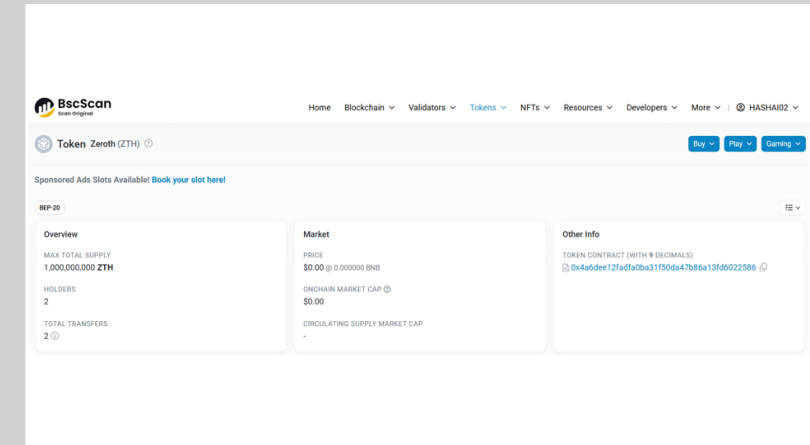 BscScan
Scan Original
Home Blockchain Validators Tokens NFTs Resources Developers More | HASHAI02
Token Zeroth (ZTH)
Buy Play Gaming
Sponsored Ads Slots Available! Book your slot here!
BEP-20
Overview
MAX TOTAL SUPPLY
1,000,000,000 ZTH
HOLDERS
2
TOTAL TRANSFERS
2
Market
PRICE
$0.00 @ 0.000000 BNB
ONCHAIN MARKET CAP
$0.00
CIRCULATING SUPPLY MARKET CAP
-
Other Info
TOKEN CONTRACT (WITH 9 DECIMALS)
0x4a6dee12fadfa0ba31f50da47b86a13fd6022586